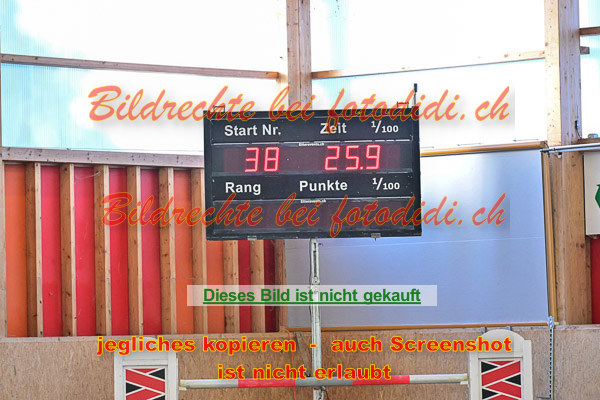 Bildrechte bei fotodidi.ch
Start Nr. Zeit 1/100
38 25.9
Rang Punkte 1/100
Bildrechte bei fotodidi.ch
Dieses Bild ist nicht gekauft
jegliches kopieren - auch Screenshot
ist nicht erlaubt